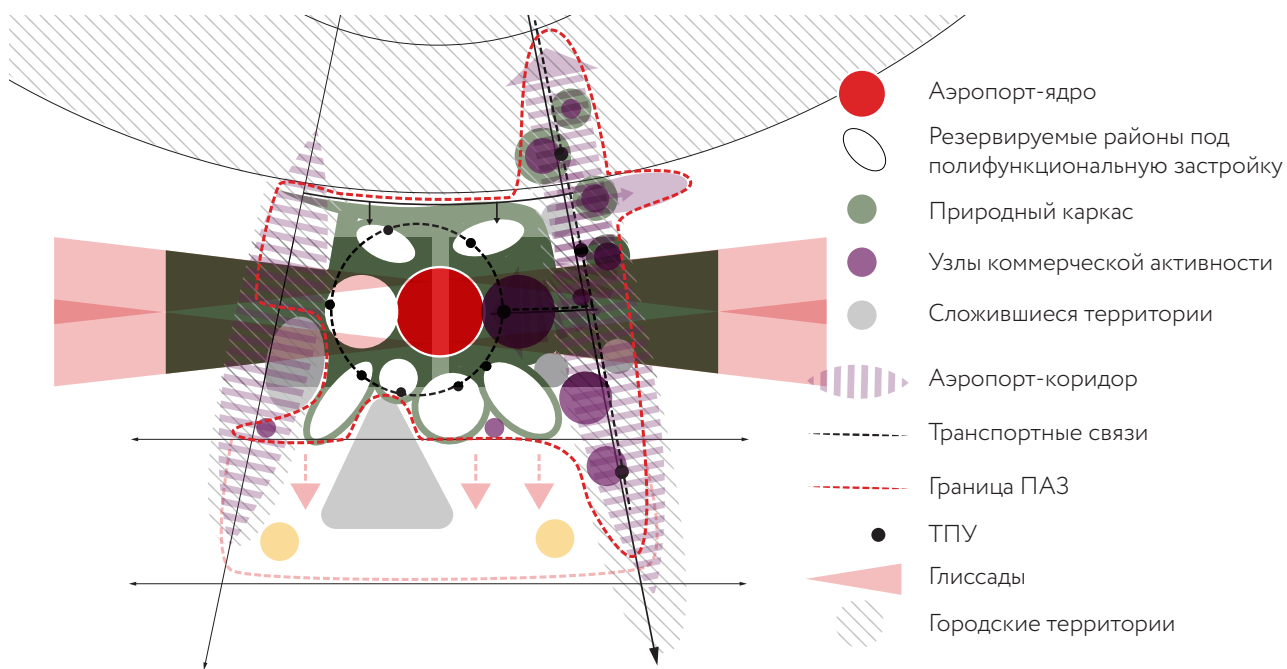 Аэропорт-ядро
Резервируемые районы под
полифункциональную застройку
Природный каркас
Узлы коммерческой активности
Сложившиеся территории
Аэропорт-коридор
Транспортные связи
Граница ПАЗ
ТПУ
Глиссады
Городские территории